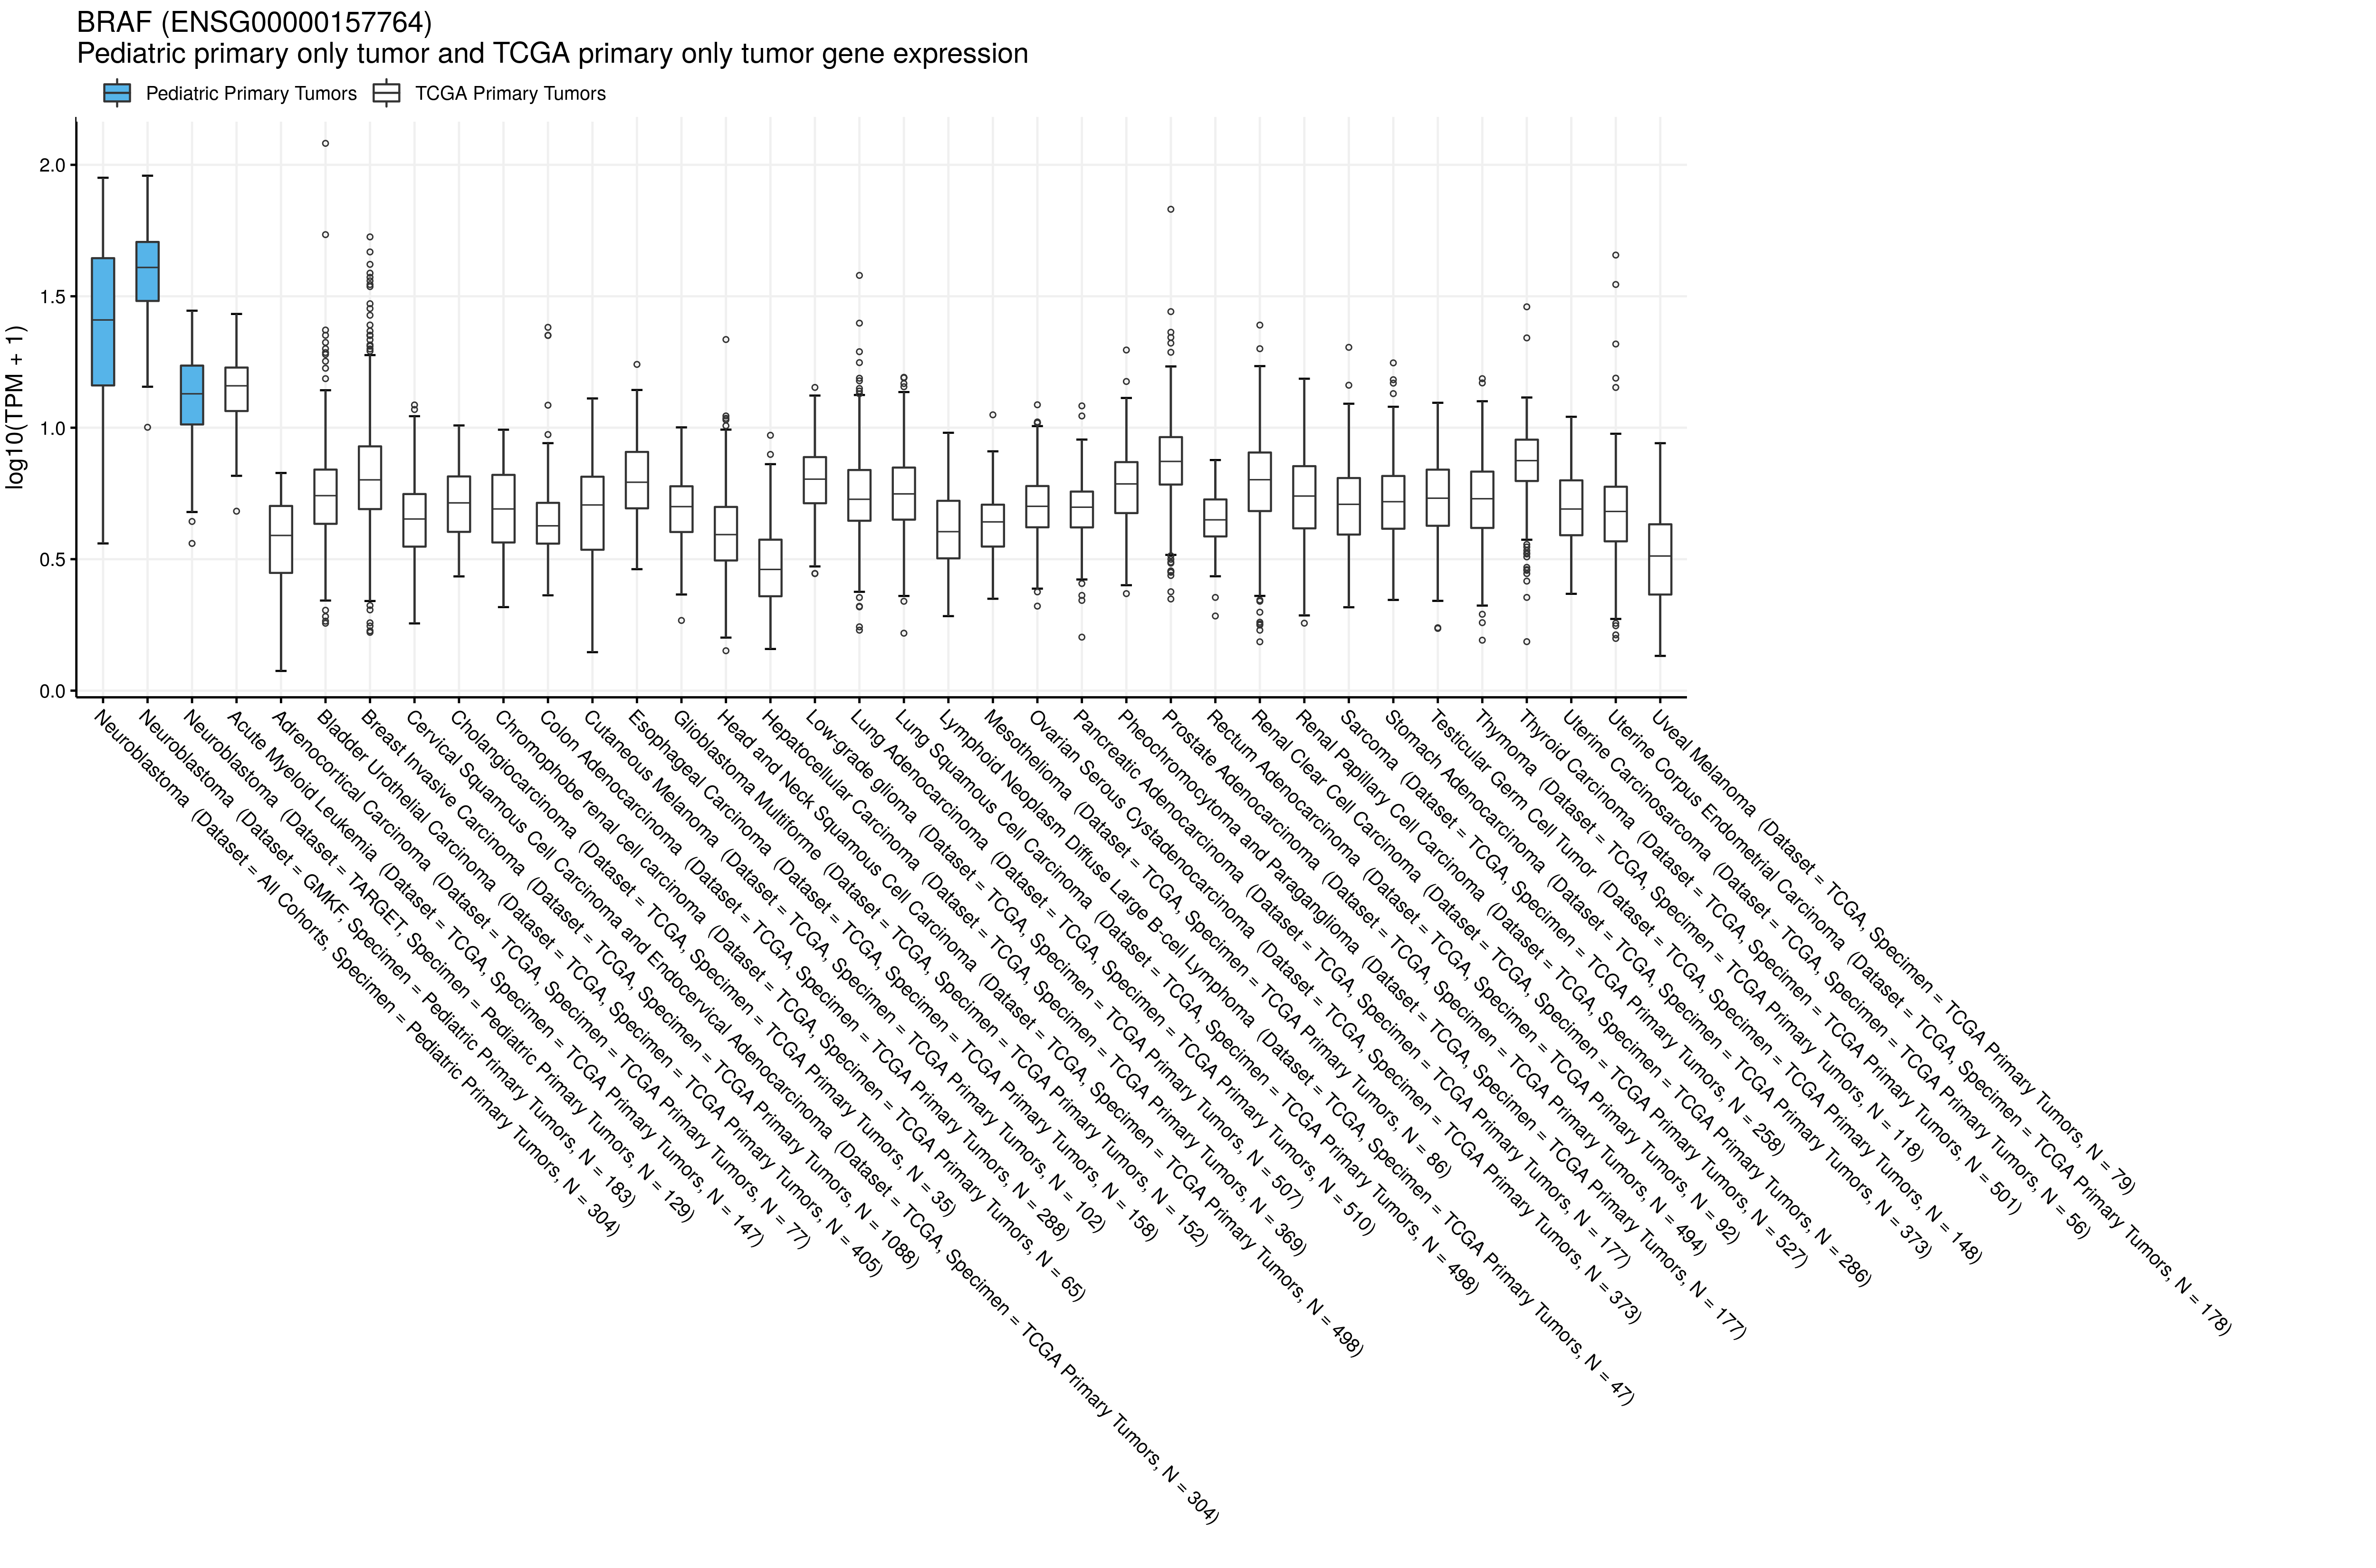 BRAF (ENSG00000157764)
Pediatric primary only tumor and TCGA primary only tumor gene expression
Pediatric Primary Tumors
TCGA Primary Tumors
log10(TPM + 1)
2.0
1.5
1.0
0.5
0.0
Neuroblastoma (Dataset = All Cohorts, Specimen = Pediatric Primary Tumors, N = 304)
Neuroblastoma (Dataset = GMKF, Specimen = Pediatric Primary Tumors, N = 183)
Neuroblastoma (Dataset = TARGET, Specimen = Pediatric Primary Tumors, N = 129)
Acute Myeloid Leukemia (Dataset = TCGA, Specimen = TCGA Primary Tumors, N = 147)
Adrenocortical Carcinoma (Dataset = TCGA, Specimen = TCGA Primary Tumors, N = 77)
Bladder Urothelial Carcinoma (Dataset = TCGA, Specimen = TCGA Primary Tumors, N = 405)
Breast Invasive Carcinoma (Dataset = TCGA, Specimen = TCGA Primary Tumors, N = 1088)
Cervical Squamous Cell Carcinoma and Endocervical Adenocarcinoma (Dataset = TCGA, Specimen = TCGA Primary Tumors, N = 304)
Cholangiocarcinoma (Dataset = TCGA, Specimen = TCGA Primary Tumors, N = 35)
Chromophobe renal cell carcinoma (Dataset = TCGA, Specimen = TCGA Primary Tumors, N = 65)
Colon Adenocarcinoma (Dataset = TCGA, Specimen = TCGA Primary Tumors, N = 288)
Cutaneous Melanoma (Dataset = TCGA, Specimen = TCGA Primary Tumors, N = 102)
Esophageal Carcinoma (Dataset = TCGA, Specimen = TCGA Primary Tumors, N = 158)
Glioblastoma Multiforme (Dataset = TCGA, Specimen = TCGA Primary Tumors, N = 152)
Head and Neck Squamous Cell Carcinoma (Dataset = TCGA, Specimen = TCGA Primary Tumors, N = 498)
Hepatocellular Carcinoma (Dataset = TCGA, Specimen = TCGA Primary Tumors, N = 369)
Low-grade glioma (Dataset = TCGA, Specimen = TCGA Primary Tumors, N = 507)
Lung Adenocarcinoma (Dataset = TCGA, Specimen = TCGA Primary Tumors, N = 510)
Lung Squamous Cell Carcinoma (Dataset = TCGA, Specimen = TCGA Primary Tumors, N = 498)
Lymphoid Neoplasm Diffuse Large B-cell Lymphoma (Dataset = TCGA, Specimen = TCGA Primary Tumors, N = 47)
Mesothelioma (Dataset = TCGA, Specimen = TCGA Primary Tumors, N = 86)
Ovarian Serous Cystadenocarcinoma (Dataset = TCGA, Specimen = TCGA Primary Tumors, N = 373)
Pancreatic Adenocarcinoma (Dataset = TCGA, Specimen = TCGA Primary Tumors, N = 177)
Pheochromocytoma and Paraganglioma (Dataset = TCGA, Specimen = TCGA Primary Tumors, N = 177)
Prostate Adenocarcinoma (Dataset = TCGA, Specimen = TCGA Primary Tumors, N = 494)
Rectum Adenocarcinoma (Dataset = TCGA, Specimen = TCGA Primary Tumors, N = 92)
Renal Clear Cell Carcinoma (Dataset = TCGA, Specimen = TCGA Primary Tumors, N = 527)
Renal Papillary Cell Carcinoma (Dataset = TCGA, Specimen = TCGA Primary Tumors, N = 286)
Sarcoma (Dataset = TCGA, Specimen = TCGA Primary Tumors, N = 258)
Stomach Adenocarcinoma (Dataset = TCGA, Specimen = TCGA Primary Tumors, N = 373)
Testicular Germ Cell Tumor (Dataset = TCGA, Specimen = TCGA Primary Tumors, N = 148)
Thymoma (Dataset = TCGA, Specimen = TCGA Primary Tumors, N = 118)
Thyroid Carcinoma (Dataset = TCGA, Specimen = TCGA Primary Tumors, N = 501)
Uterine Carcinosarcoma (Dataset = TCGA, Specimen = TCGA Primary Tumors, N = 56)
Uterine Corpus Endometrial Carcinoma (Dataset = TCGA, Specimen = TCGA Primary Tumors, N = 178)
Uveal Melanoma (Dataset = TCGA, Specimen = TCGA Primary Tumors, N = 79)